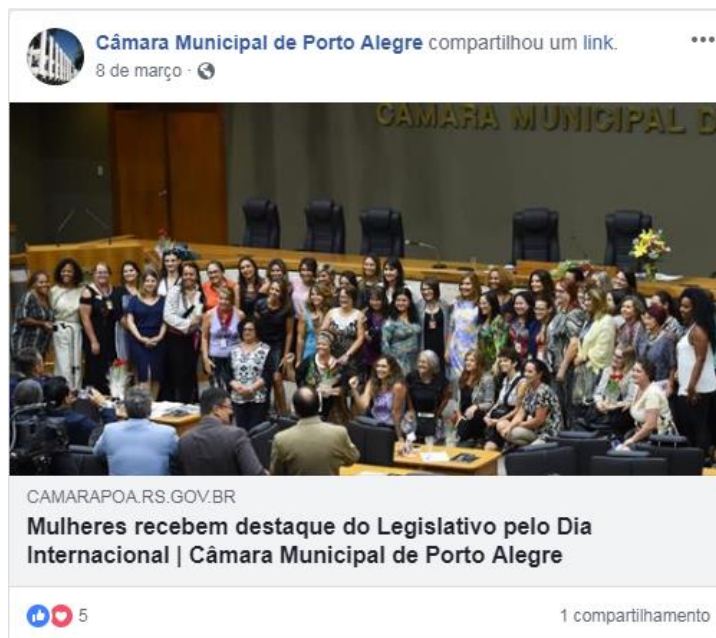 Câmara Municipal de Porto Alegre compartilhou um link.
8 de março ·
CÂMARA MUNICIPAL D
CAMARAPOA.RS.GOV.BR
Mulheres recebem destaque do Legislativo pelo Dia
Internacional | Câmara Municipal de Porto Alegre
5
1 compartilhamento